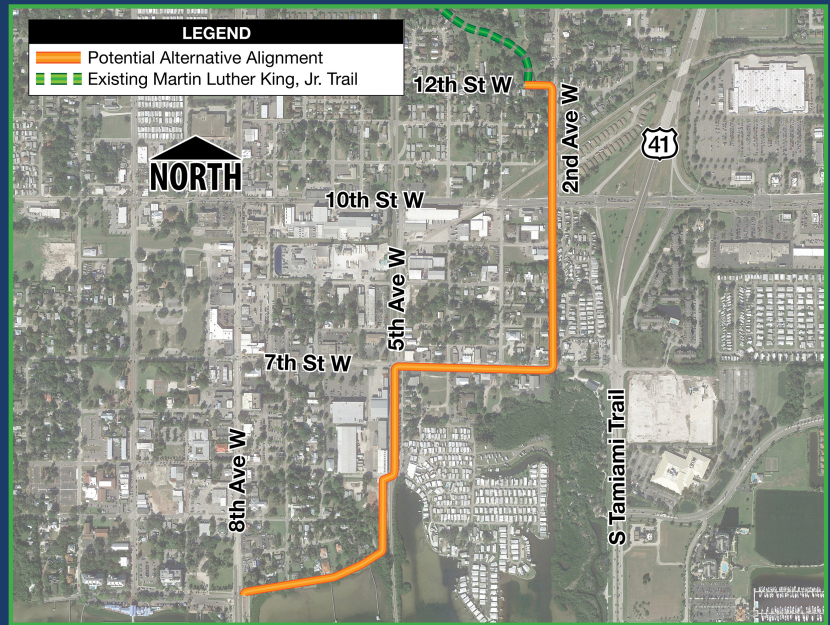 LEGEND
Potential Alternative Alignment
Existing Martin Luther King, Jr. Trail
12th St W
2nd Ave W
41
NORTH
10th St W
5th Ave W
7th St W
8th Ave W
S Tamiami Trail